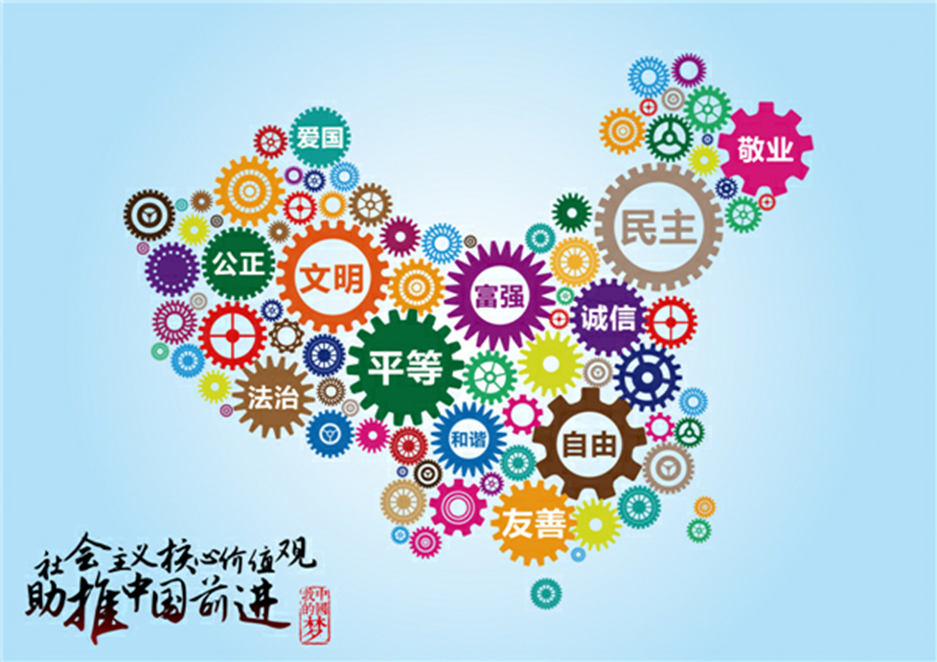 爱国
敬业
民主
公正
文明
富强
诚信
平等
法治
和谐
自由
友善
社会主义核心价值观
助推中国前进
中國
我的
梦